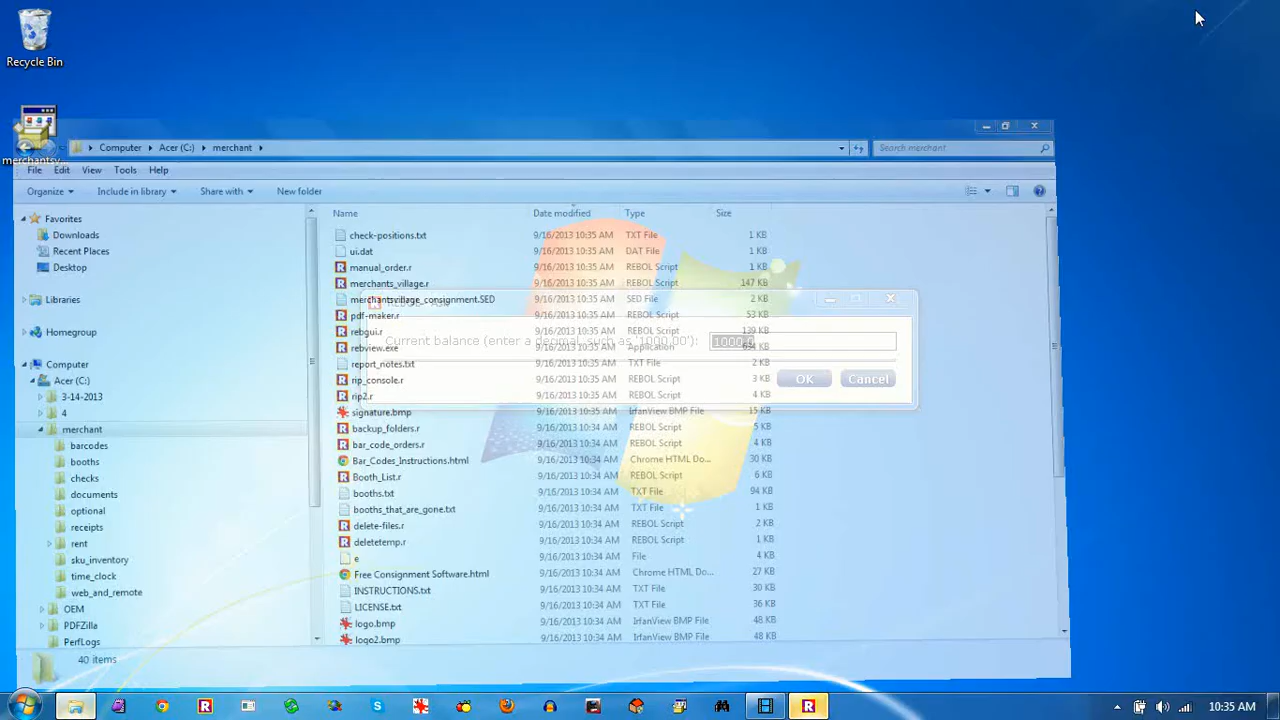 Recycle Bin
merchantsv...
Computer Acer (C:) merchant
Search merchant
File Edit View Tools Help
Organize Include in library Share with New folder
Favorites
Downloads
Recent Places
Desktop
Libraries
Homegroup
Computer
Acer (C:)
3-14-2013
4
merchant
barcodes
booths
checks
documents
optional
receipts
rent
sku_inventory
time_clock
web_and_remote
OEM
PDFZilla
PerfLogs
Name Date modified Type Size
check-positions.txt 9/16/2013 10:35 AM TXT File 1 KB
ui.dat 9/16/2013 10:35 AM DAT File 1 KB
manual_order.r 9/16/2013 10:35 AM REBOL Script 1 KB
merchants_village.r 9/16/2013 10:35 AM REBOL Script 147 KB
merchantsvillage_consignment.SED 9/16/2013 10:35 AM SED File 2 KB
pdf-maker.r 9/16/2013 10:35 AM REBOL Script 53 KB
rebgui.r 9/16/2013 10:35 AM REBOL Script 139 KB
Current balance (enter a decimal, such as '1000.00'): 1000.0
rebview.exe 9/16/2013 10:35 AM Application KB
report_notes.txt 9/16/2013 10:35 AM TXT File 2 KB
rip_console.r 9/16/2013 10:35 AM REBOL Script 3 KB
OK Cancel
rip2.r 9/16/2013 10:35 AM REBOL Script 4 KB
signature.bmp 9/16/2013 10:35 AM IrfanView BMP File 15 KB
backup_folders.r 9/16/2013 10:34 AM REBOL Script 5 KB
bar_code_orders.r 9/16/2013 10:34 AM REBOL Script 4 KB
Bar_Codes_Instructions.html 9/16/2013 10:34 AM Chrome HTML Do... 30 KB
Booth_List.r 9/16/2013 10:34 AM REBOL Script 6 KB
booths.txt 9/16/2013 10:34 AM TXT File 94 KB
booths_that_are_gone.txt 9/16/2013 10:34 AM TXT File 1 KB
delete-files.r 9/16/2013 10:34 AM REBOL Script 2 KB
deletetemp.r 9/16/2013 10:34 AM REBOL Script 1 KB
e 9/16/2013 10:34 AM File 1 KB
Free Consignment Software.html 9/16/2013 10:34 AM Chrome HTML Do... 27 KB
INSTRUCTIONS.txt 9/16/2013 10:34 AM TXT File 30 KB
LICENSE.txt 9/16/2013 10:34 AM TXT File 36 KB
logo.bmp 9/16/2013 10:34 AM IrfanView BMP File 48 KB
logo2.bmp 9/16/2013 10:34 AM IrfanView BMP File 48 KB
40 items
10:35 AM